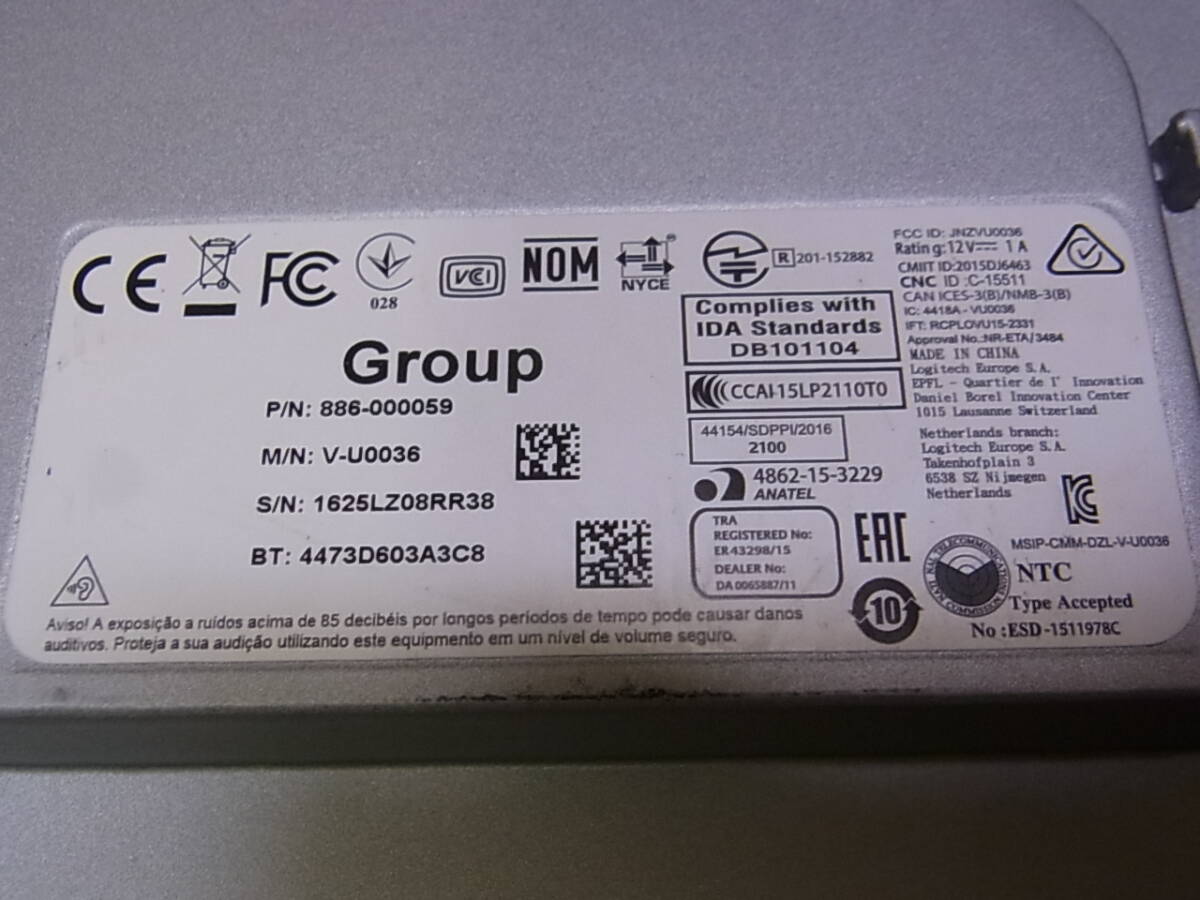 CE
FC
028
VCCI
NOM
NYCE
R 201-152882
Group
P/N: 886-000059
M/N: V-U0036
S/N: 1625LZ08RR38
BT: 4473D603A3C8
Complies with
IDA Standards
DB101104
CCAI15LP2110T0
44154/SDPPI/2016
2100
4862-15-3229
ANATEL
TRA
REGISTERED No:
ER43298/15
DEALER No:
DA 0065887/11
EAC
10
FCC ID: JNZVU0036
Rating: 12V 1 A
CMIIT ID:2015DJ6463
CNC ID :C-15511
CAN ICES-3(B)/NMB-3(B)
IC: 4418A-VU0036
IFT: RCPLOVU15-2331
Approval No.:NR-ETA/3484
MADE IN CHINA
Logitech Europe S.A.
EPFL - Quartier de l' Innovation
Daniel Borel Innovation Center
1015 Lausanne Switzerland
Netherlands branch:
Logitech Europe S.A.
Takenhofplain 3
6538 SZ Nijmegen
Netherlands
MSIP-CMM-DZL-V-U0036
NTC
Type Accepted
No :ESD-1511978C
Aviso! A exposição a ruídos acima de 85 decibéis por longos períodos de tempo pode causar danos
auditivos. Proteja a sua audição utilizando este equipamento em um nível de volume seguro.